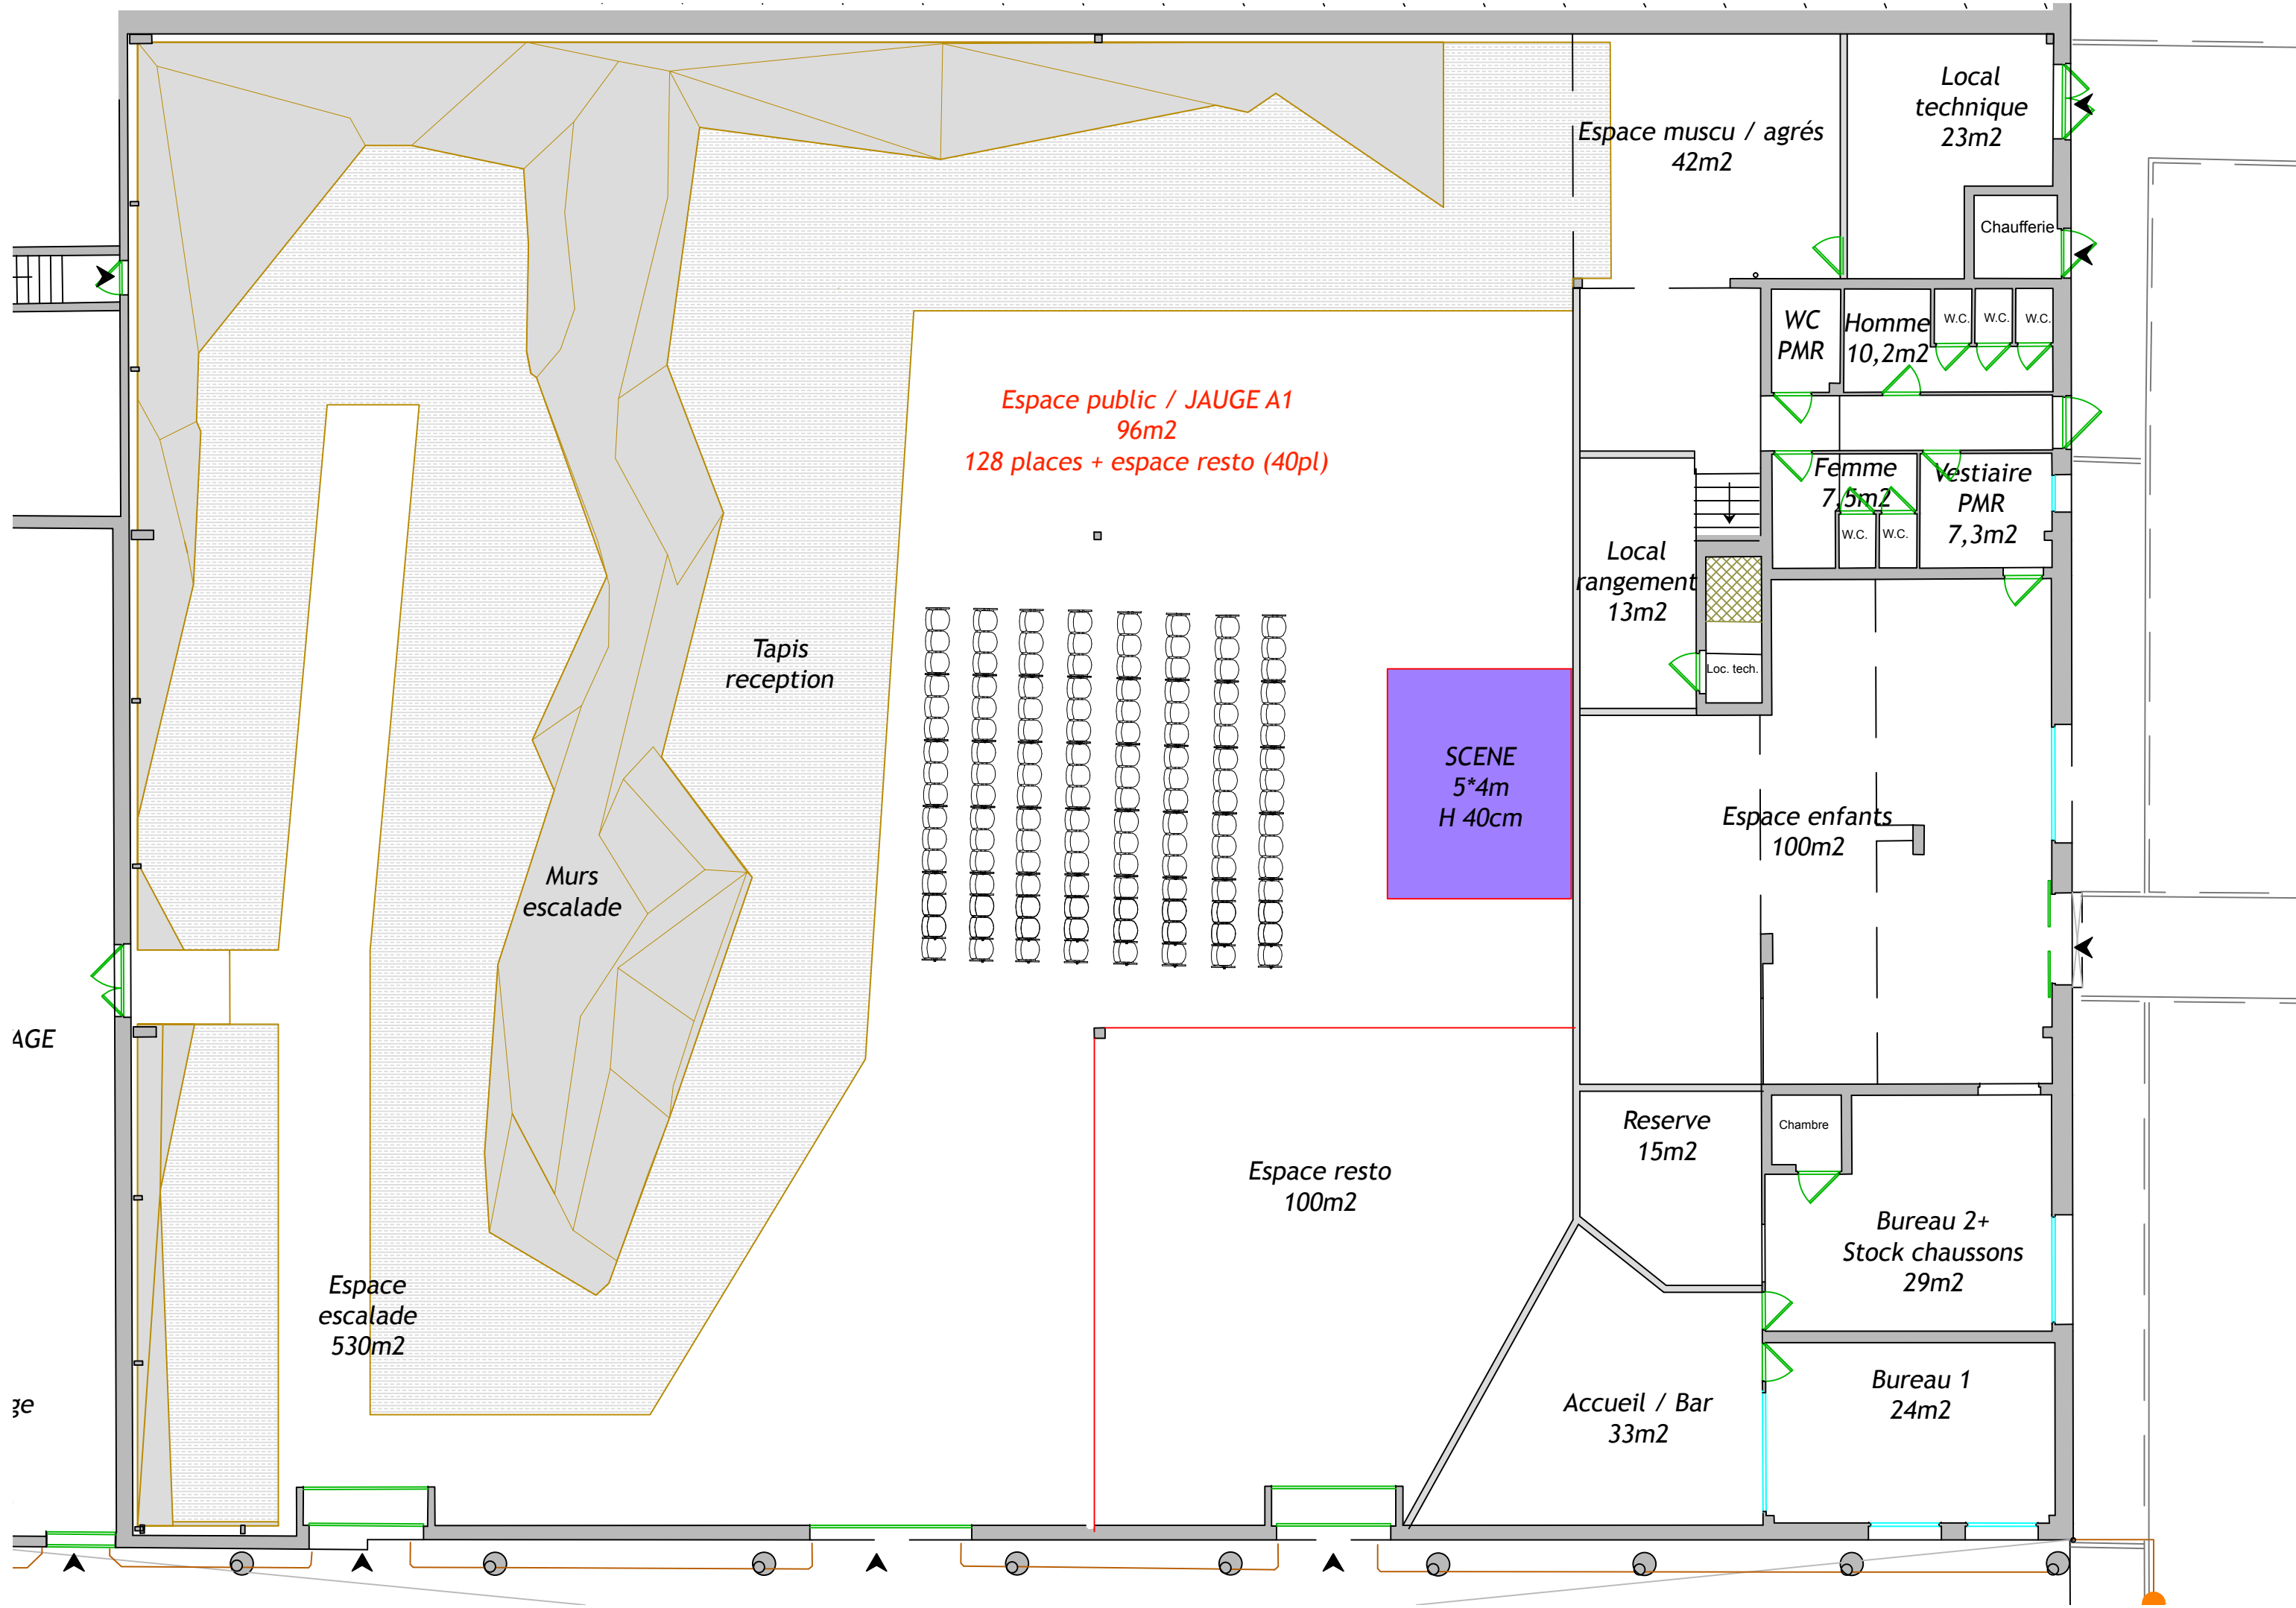 Espace muscu / agrés
42m2
Local
technique
23m2
Chaufferie
WC
PMR
Homme
10,2m2
W.C.
W.C.
W.C.
Espace public / JAUGE A1
96m2
128 places + espace resto (40pl)
Femme
7,5m2
W.C.
W.C.
Vestiaire
PMR
7,3m2
Local
rangement
13m2
Loc. tech.
Tapis
reception
SCENE
5*4m
H 40cm
Espace enfants
100m2
Murs
escalade
AGE
Reserve
15m2
Chambre
Espace resto
100m2
Bureau 2+
Stock chaussons
29m2
Espace
escalade
530m2
ge
Accueil / Bar
33m2
Bureau 1
24m2